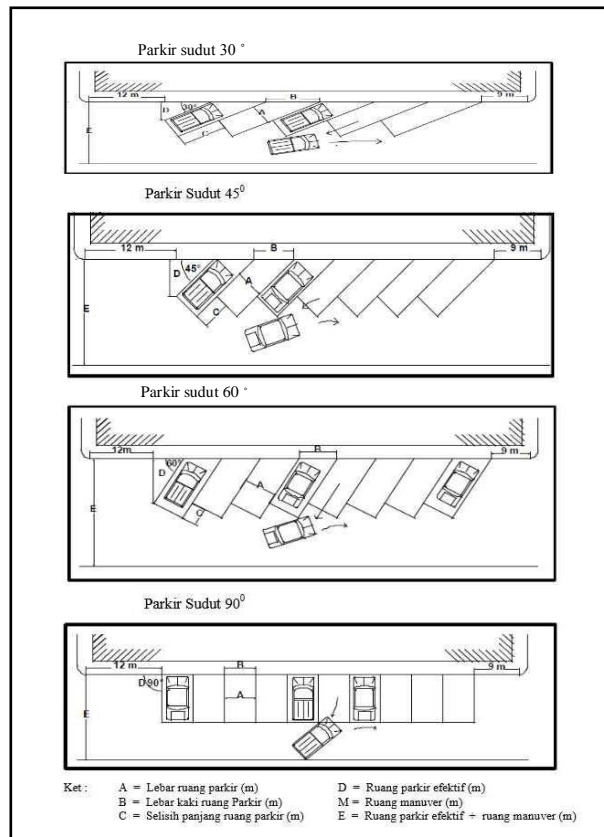 Parkir sudut 30 °
12 m
D
30°
B
9 m
A
C
E
Parkir Sudut 45⁰
12 m
D
45°
B
9 m
A
C
E
Parkir sudut 60 °
12m
D
60°
B
9 m
A
C
E
Parkir Sudut 90⁰
12 m
D 90°
B
9 m
A
E
Ket : A = Lebar ruang parkir (m) D = Ruang parkir efektif (m)
B = Lebar kaki ruang Parkir (m) M = Ruang manuver (m)
C = Selisih panjang ruang parkir (m) E = Ruang parkir efektif + ruang manuver (m)